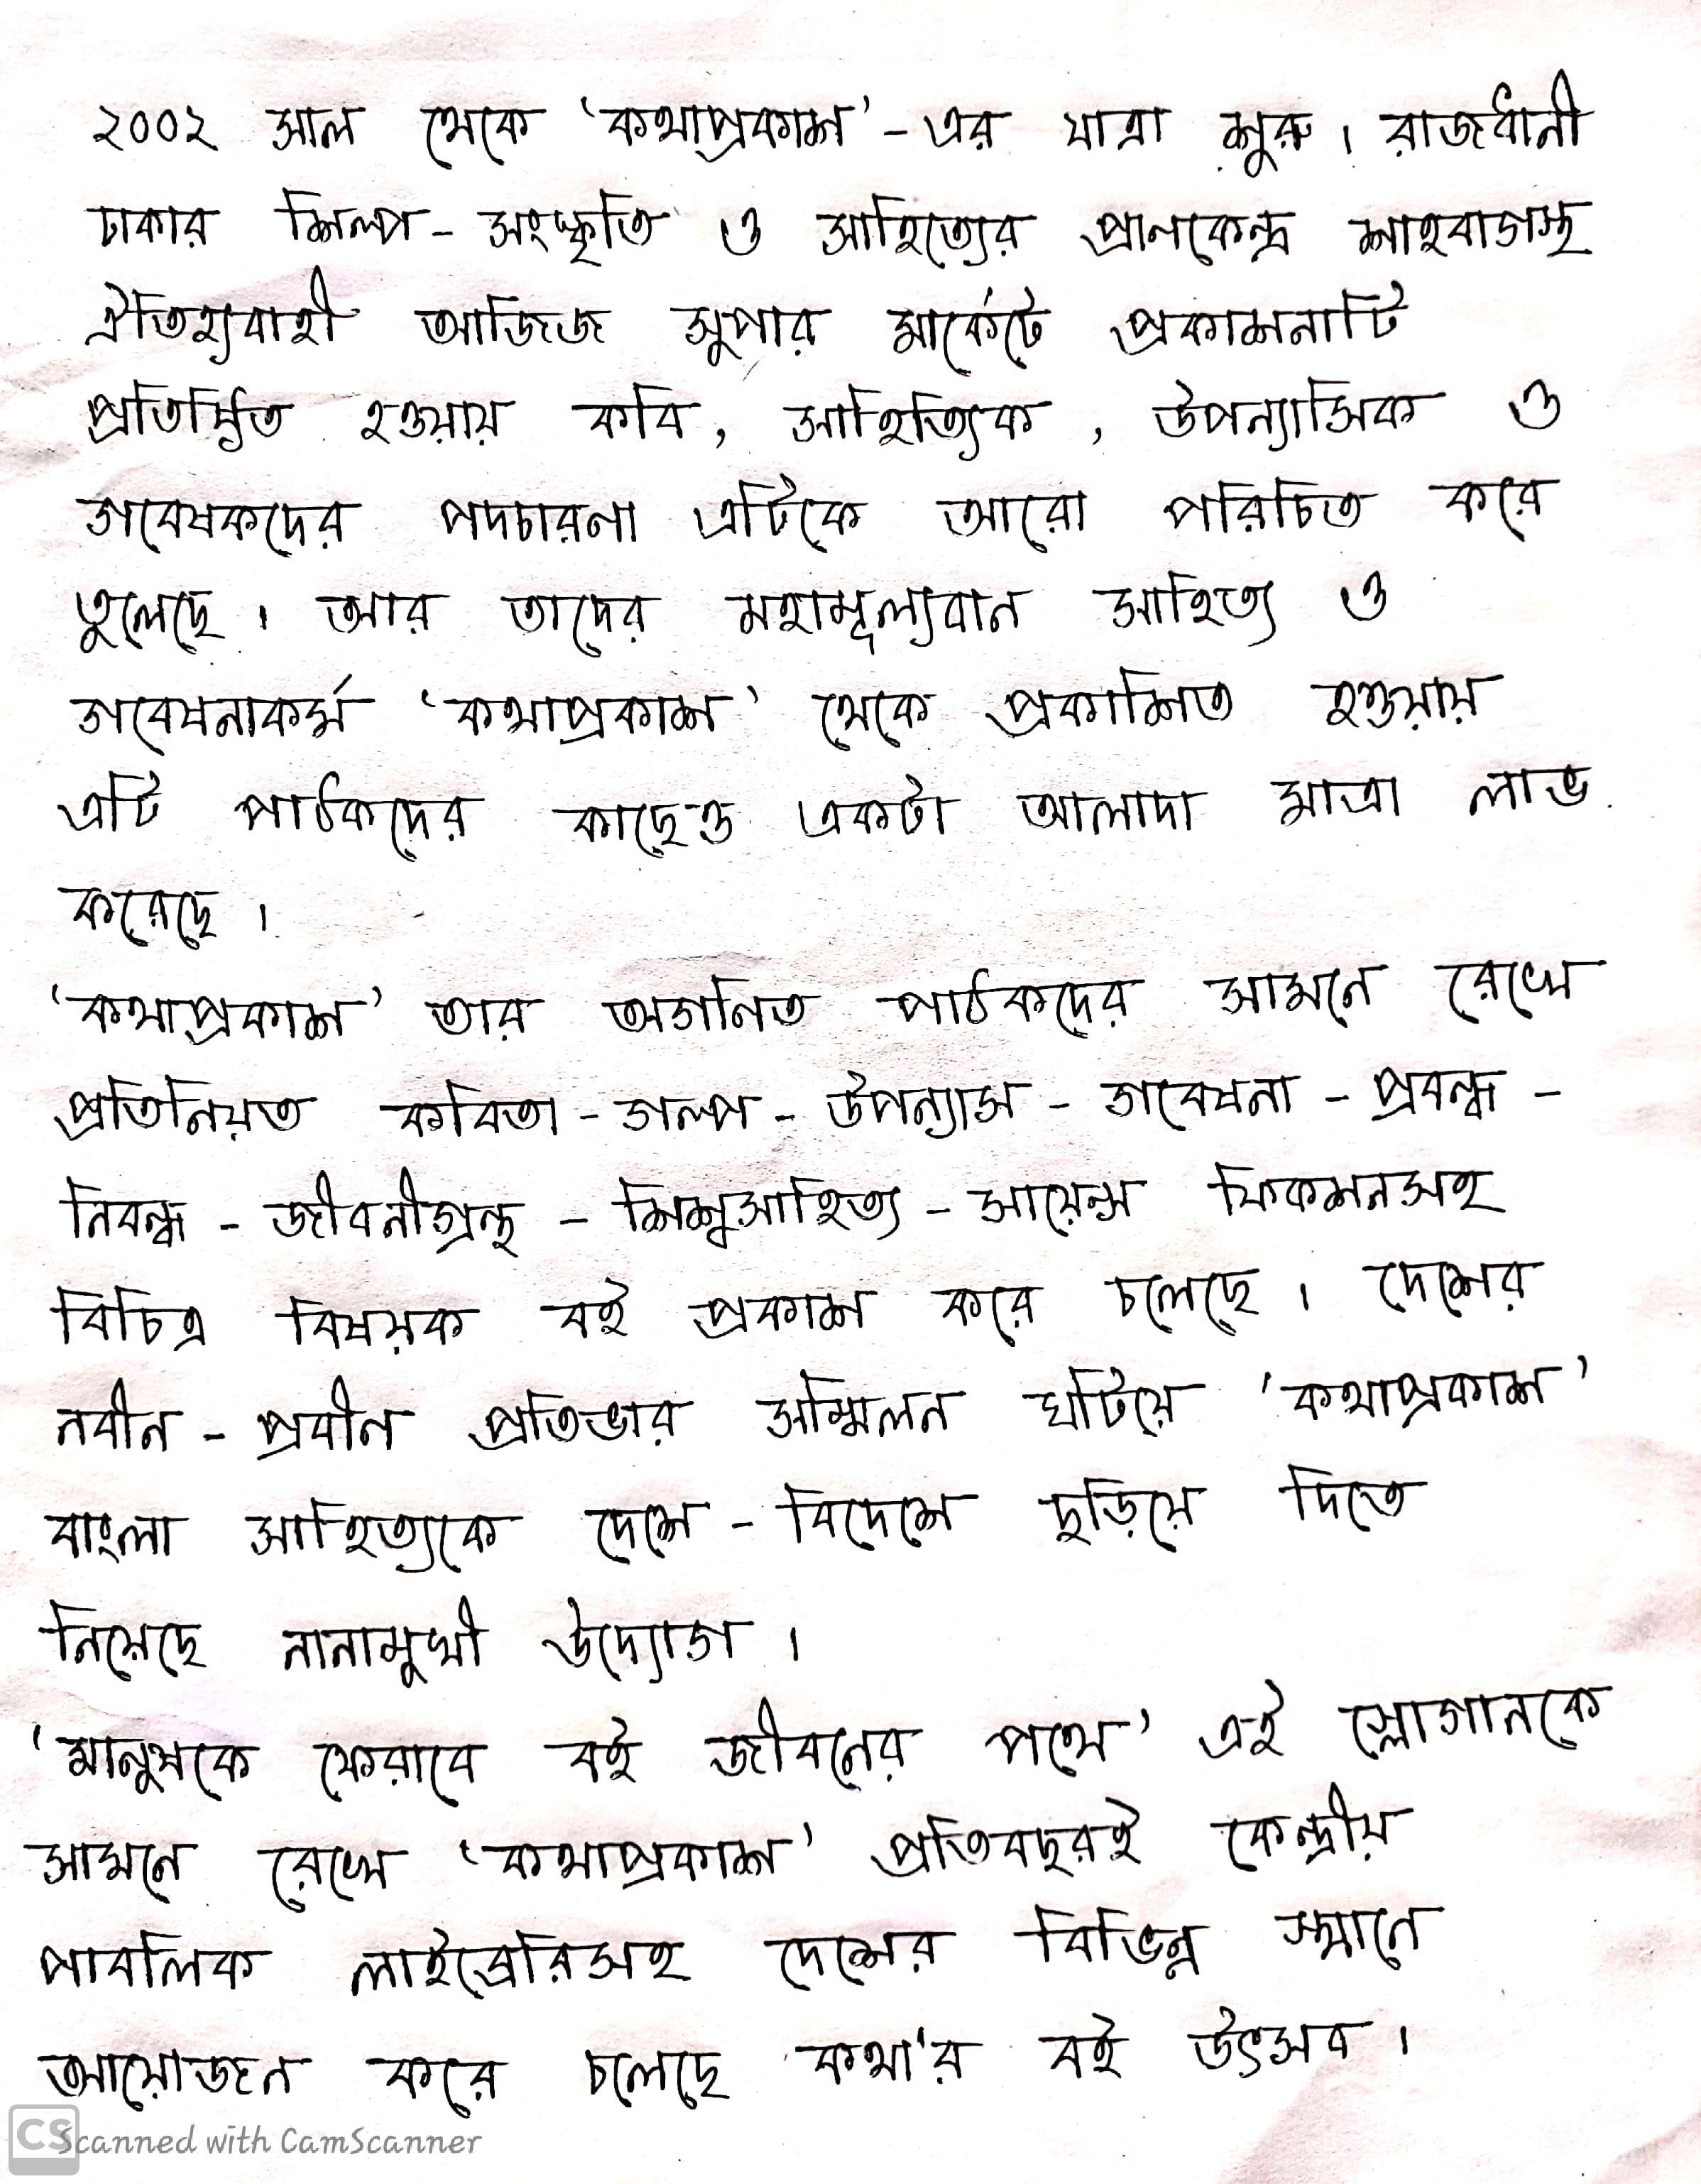 ২০০২ সাল থেকে 'কথাপ্রকাশ'-এর যাত্রা শুরু। রাজধানী
ঢাকার শিল্প-সংস্কৃতি ও সাহিত্যের প্রাণকেন্দ্র শাহবাগস্থ
ঐতিহ্যবাহী আজিজ সুপার মার্কেটে প্রকাশনাটি
প্রতিষ্ঠিত হওয়ায় কবি, সাহিত্যিক, উপন্যাসিক ও
গবেষকদের পদচারনা এটিকে আরো পরিচিত করে
তুলেছে। আর তাদের মহামূল্যবান সাহিত্য ও
গবেষনাকর্ম 'কথাপ্রকাশ' থেকে প্রকাশিত হওয়ায়
এটি পাঠকদের কাছেও একটা আলাদা মাত্রা লাভ
করেছে।
'কথাপ্রকাশ' তার অগনিত পাঠকদের সামনে রেখে
প্রতিনিয়ত কবিতা-গল্প-উপন্যাস-গবেষনা-প্রবন্ধ-
নিবন্ধ-জীবনীগ্রন্থ-শিশুসাহিত্য-সায়েন্স ফিকশনসহ
বিচিত্র বিষয়ক বই প্রকাশ করে চলেছে। দেশের
নবীন-প্রবীন প্রতিভার সম্মিলন ঘটিয়ে 'কথাপ্রকাশ'
বাংলা সাহিত্যকে দেশে-বিদেশে ছড়িয়ে দিতে
নিয়েছে নানামুখী উদ্যোগ।
'মানুষকে ফেরাবে বই জীবনের পথে' এই স্লোগানকে
সামনে রেখে 'কথাপ্রকাশ' প্রতিবছরই কেন্দ্রীয়
পাবলিক লাইব্রেরিসহ দেশের বিভিন্ন স্থানে
আয়োজন করে চলেছে কথা'র বই উৎসব।
CS Scanned with CamScanner